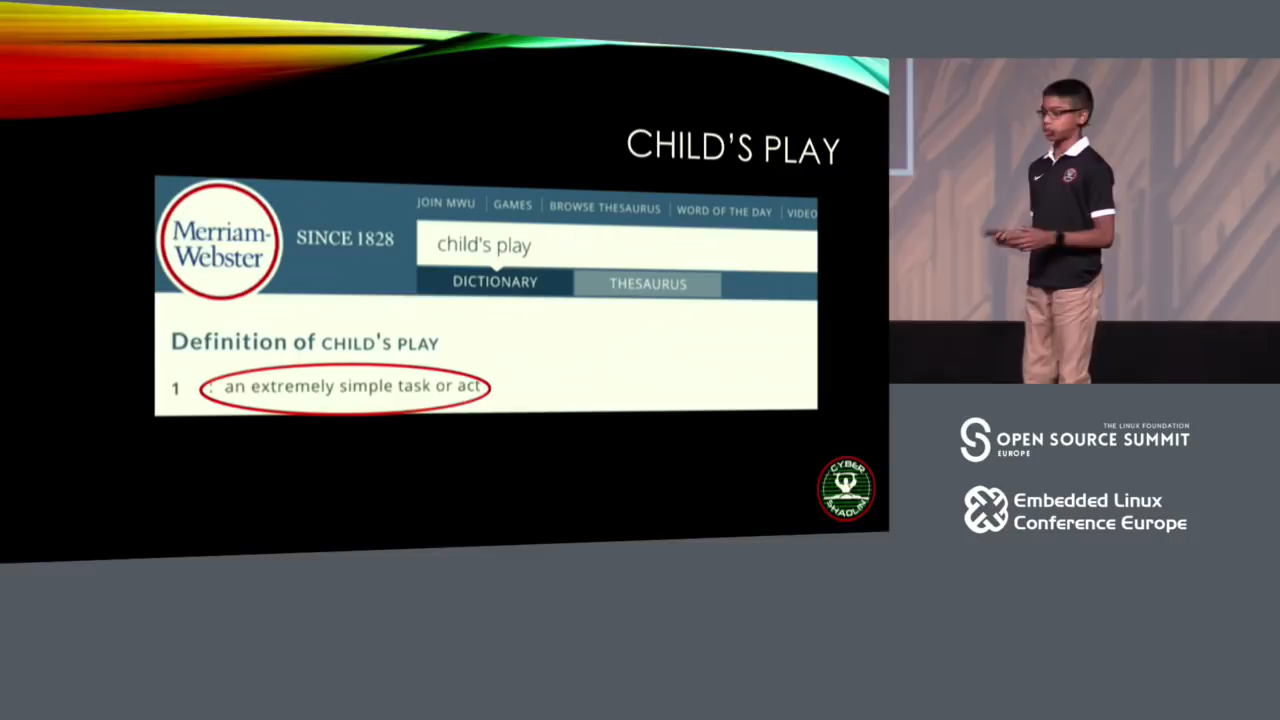 CHILD'S PLAY
Merriam-
Webster
SINCE 1828
JOIN MWU
GAMES
BROWSE THESAURUS
WORD OF THE DAY
VIDEO
child's play
DICTIONARY
THESAURUS
Definition of CHILD'S PLAY
1 : an extremely simple task or act
CYBER
SHAOLIN
THE LINUX FOUNDATION
OPEN SOURCE SUMMIT
EUROPE
Embedded Linux
Conference Europe